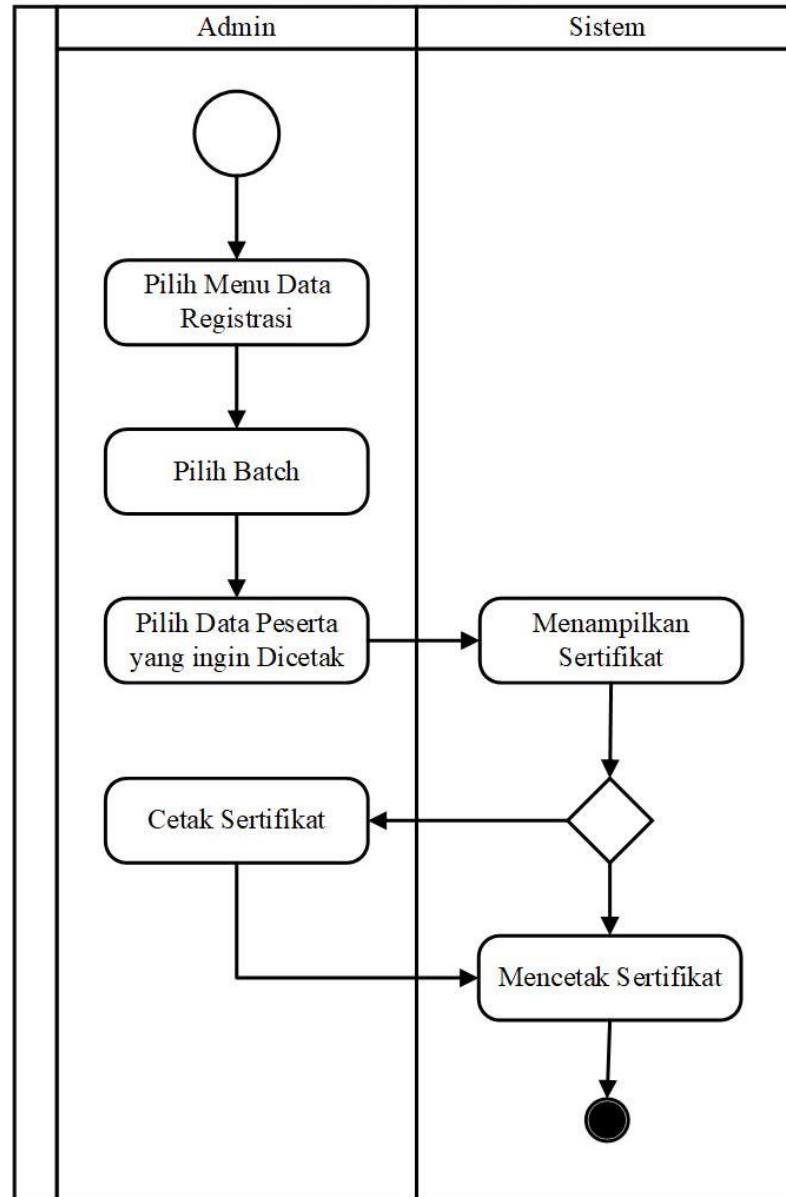 Admin
Sistem
Pilih Menu Data
Registrasi
Pilih Batch
Pilih Data Peserta
yang ingin Dicetak
Menampilkan
Sertifikat
Cetak Sertifikat
Mencetak Sertifikat